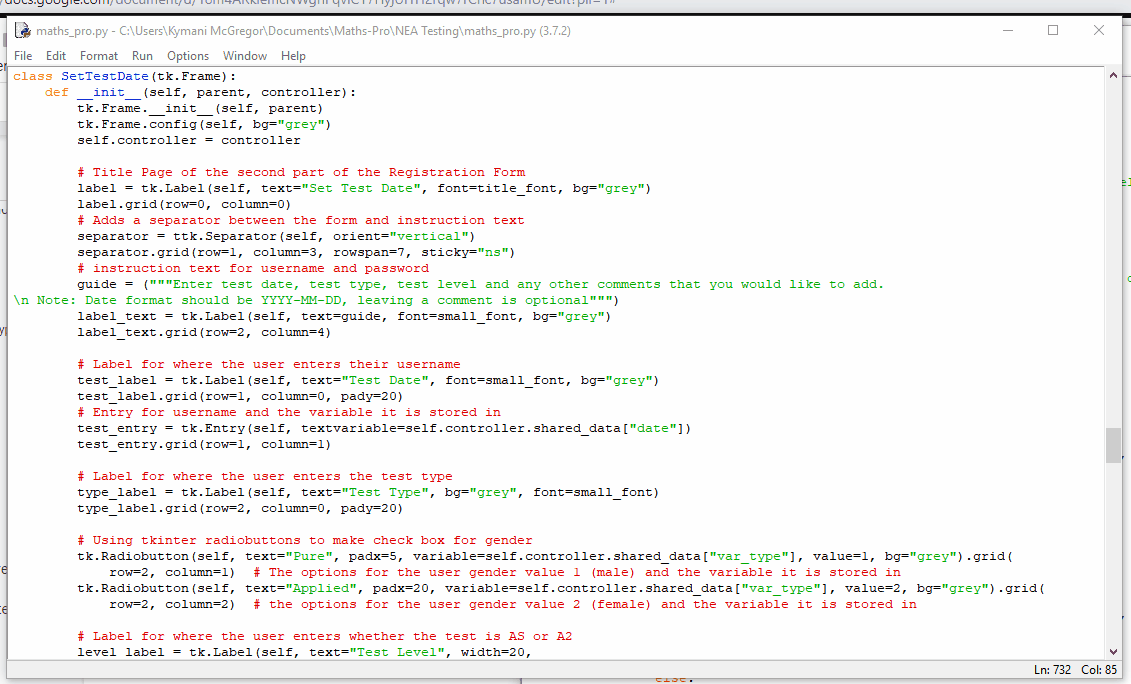 maths_pro.py - C:\Users\Kymani McGregor\Documents\Maths-Pro\NEA Testing\maths_pro.py (3.7.2)
File Edit Format Run Options Window Help
class SetTestDate(tk.Frame):
    def __init__(self, parent, controller):
        tk.Frame.__init__(self, parent)
        tk.Frame.config(self, bg="grey")
        self.controller = controller

        # Title Page of the second part of the Registration Form
        label = tk.Label(self, text="Set Test Date", font=title_font, bg="grey")
        label.grid(row=0, column=0)
        # Adds a separator between the form and instruction text
        separator = ttk.Separator(self, orient="vertical")
        separator.grid(row=1, column=3, rowspan=7, sticky="ns")
        # instruction text for username and password
        guide = ("""Enter test date, test type, test level and any other comments that you would like to add.
\n Note: Date format should be YYYY-MM-DD, leaving a comment is optional""")
        label_text = tk.Label(self, text=guide, font=small_font, bg="grey")
        label_text.grid(row=2, column=4)

        # Label for where the user enters their username
        test_label = tk.Label(self, text="Test Date", font=small_font, bg="grey")
        test_label.grid(row=1, column=0, pady=20)
        # Entry for username and the variable it is stored in
        test_entry = tk.Entry(self, textvariable=self.controller.shared_data["date"])
        test_entry.grid(row=1, column=1)

        # Label for where the user enters the test type
        type_label = tk.Label(self, text="Test Type", bg="grey", font=small_font)
        type_label.grid(row=2, column=0, pady=20)

        # Using tkinter radiobuttons to make check box for gender
        tk.Radiobutton(self, text="Pure", padx=5, variable=self.controller.shared_data["var_type"], value=1, bg="grey").grid(
            row=2, column=1)  # The options for the user gender value 1 (male) and the variable it is stored in
        tk.Radiobutton(self, text="Applied", padx=20, variable=self.controller.shared_data["var_type"], value=2, bg="grey").grid(
            row=2, column=2)  # the options for the user gender value 2 (female) and the variable it is stored in

        # Label for where the user enters whether the test is AS or A2
        level_label = tk.Label(self, text="Test Level", width=20,
Ln: 732 Col: 85
else: